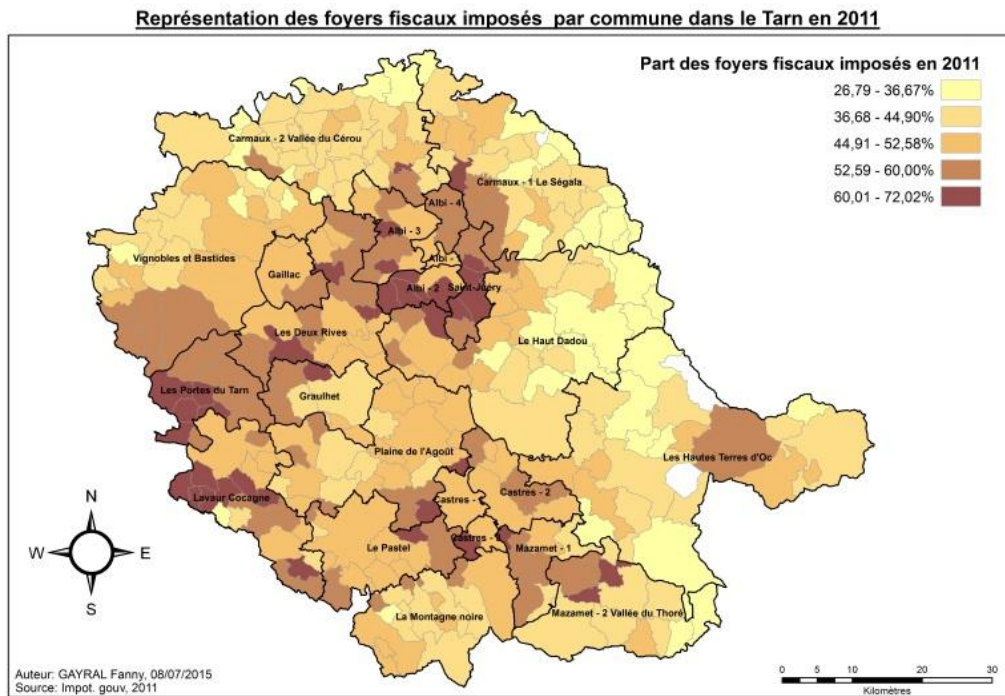 Représentation des foyers fiscaux imposés par commune dans le Tarn en 2011
Part des foyers fiscaux imposés en 2011
26,79 - 36,67%
36,68 - 44,90%
44,91 - 52,58%
52,59 - 60,00%
60,01 - 72,02%
Carmaux - 2 Vallée du Cérou
Carmaux - 1 Le Ségala
Albi - 4
Albi - 3
Vignobles et Bastides
Gaillac
Albi -
Albi - 2
Saint-Juéry
Les Deux Rives
Le Haut Dadou
Les Portes du Tarn
Graulhet
Plaine de l'Agoût
Les Hautes Terres d'Oc
Lavaur Cocagne
Castres -
Castres - 2
Le Pastel
Castres -
Mazamet - 1
La Montagne noire
Mazamet - 2 Vallée du Thoré
N
W
E
S
Auteur: GAYRAL Fanny, 08/07/2015
Source: Impot. gouv, 2011
0 5 10 20 30
Kilomètres